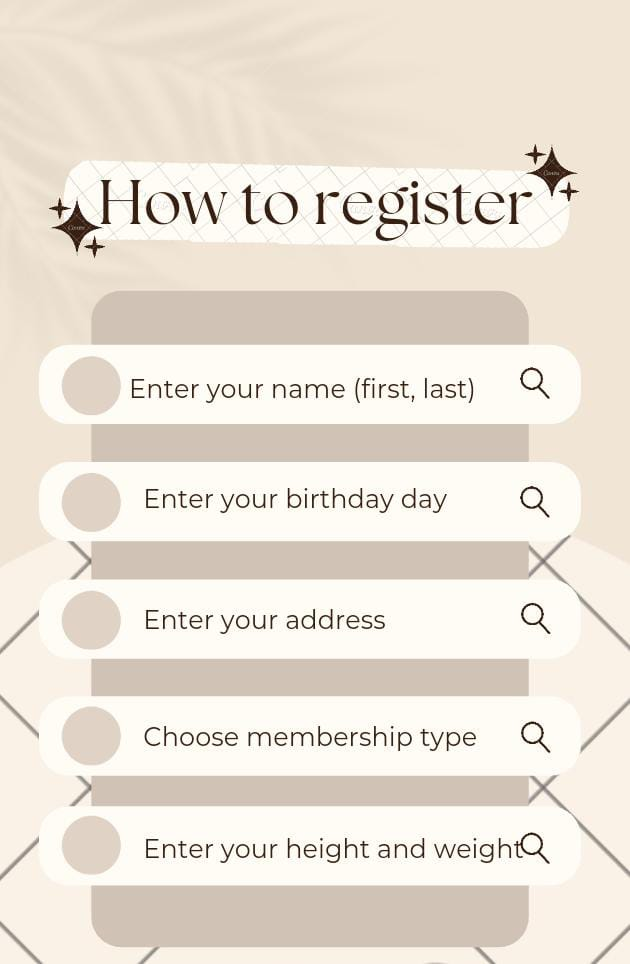 How to register
Enter your name (first, last)
Enter your birthday day
Enter your address
Choose membership type
Enter your height and weight